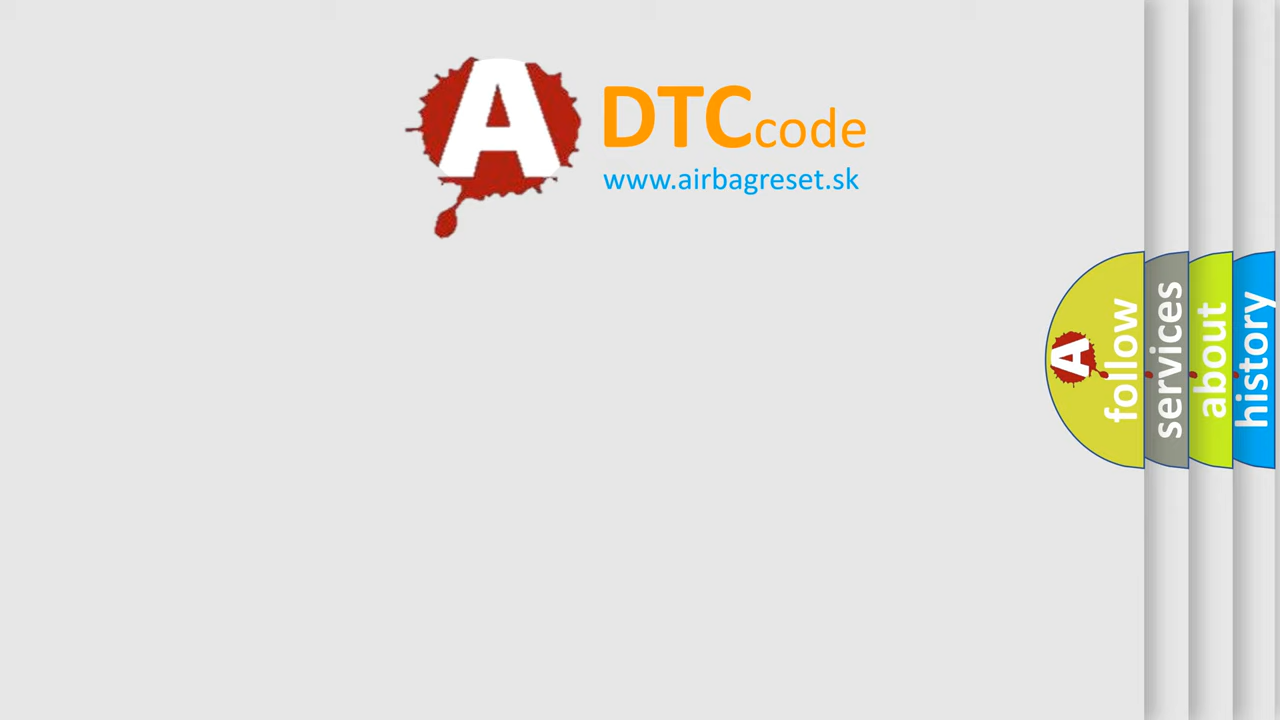 A
DTCcode
www.airbagreset.sk
A
follow
services
about
history